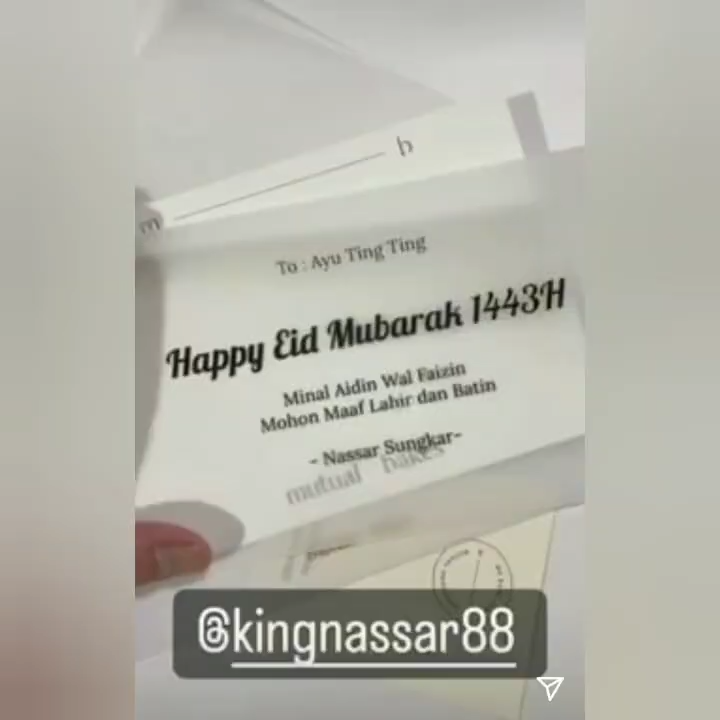 h
m
To : Ayu Ting Ting
Happy Eid Mubarak 1443H
Minal Aidin Wal Faizin
Mohon Maaf Lahir dan Batin
- Nassar Sungkar-
mutual bakes
@kingnassar88